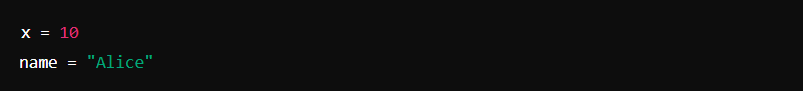 x = 10
name = "Alice"